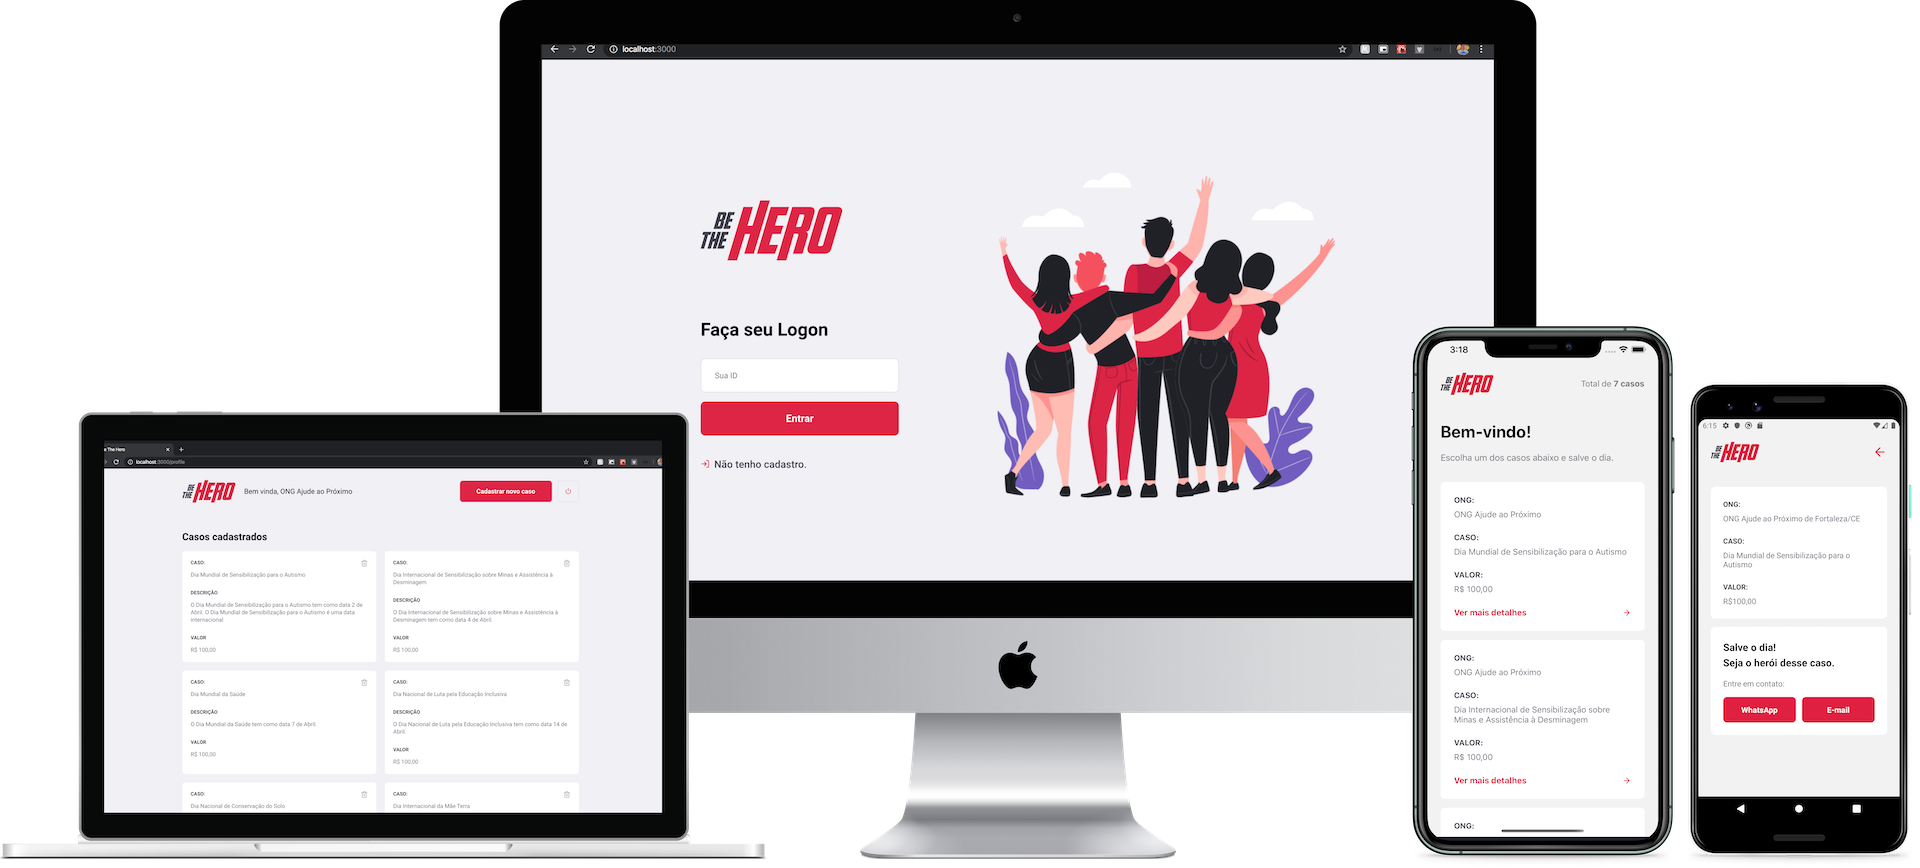 localhost:3000
BE
THE HERO
Faça seu Logon
Sua ID
Entrar
Não tenho cadastro.
The Hero
localhost:3000/profile
BE
THE HERO
Bem vinda, ONG Ajude ao Próximo
Cadastrar novo caso
Casos cadastrados
CASO:
Dia Mundial de Sensibilização para o Autismo
DESCRIÇÃO
O Dia Mundial de Sensibilização para o Autismo tem como data 2 de
Abril. O Dia Mundial de Sensibilização para o Autismo é uma data
internacional
VALOR
R$ 100,00
CASO:
Dia Internacional de Sensibilização sobre Minas e Assistência à
Desminagem
DESCRIÇÃO
O Dia Internacional de Sensibilização sobre Minas e Assistência à
Desminagem tem como data 4 de Abril.
VALOR
R$ 100,00
CASO:
Dia Mundial da Saúde
DESCRIÇÃO
O Dia Mundial da Saúde tem como data 7 de Abril.
VALOR
R$ 100,00
CASO:
Dia Nacional de Luta pela Educação Inclusiva
DESCRIÇÃO
O Dia Nacional de Luta pela Educação Inclusiva tem como data 14 de
Abril.
VALOR
R$ 100,00
CASO:
Dia Nacional de Conservação do Solo
CASO:
Dia Internacional da Mãe Terra
3:18
BE
THE HERO
Total de 7 casos
Bem-vindo!
Escolha um dos casos abaixo e salve o dia.
ONG:
ONG Ajude ao Próximo
CASO:
Dia Mundial de Sensibilização para o Autismo
VALOR:
R$ 100,00
Ver mais detalhes
ONG:
ONG Ajude ao Próximo
CASO:
Dia Internacional de Sensibilização sobre
Minas e Assistência à Desminagem
VALOR:
R$ 100,00
Ver mais detalhes
ONG:
6:15
BE
THE HERO
ONG:
ONG Ajude ao Próximo de Fortaleza/CE
CASO:
Dia Mundial de Sensibilização para o
Autismo
VALOR:
R$100,00
Salve o dia!
Seja o herói desse caso.
Entre em contato:
WhatsApp
E-mail